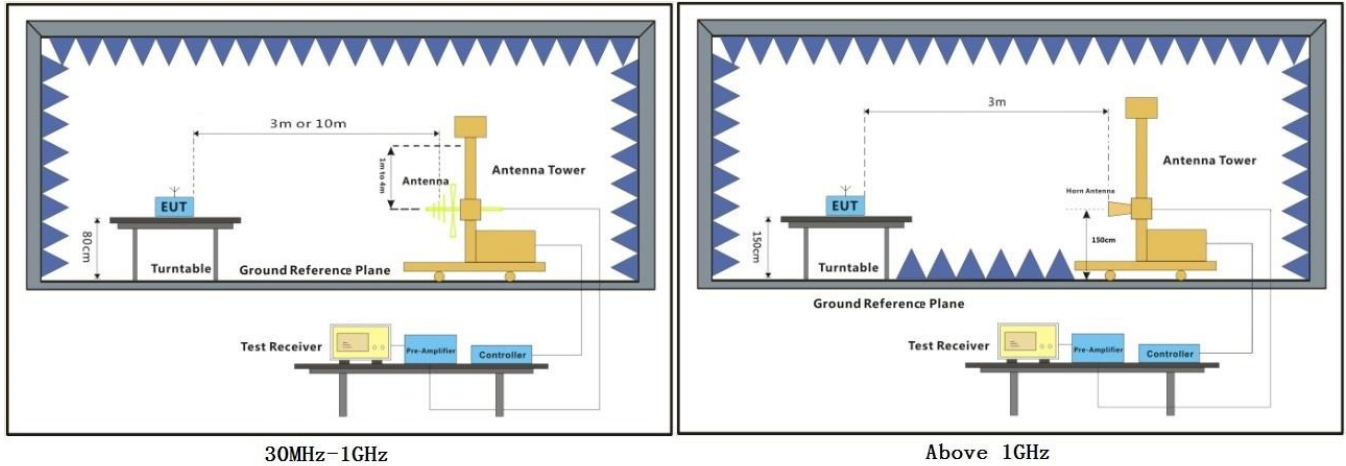 3m or 10m
1m to 4m
Antenna
Antenna Tower
EUT
80cm
Turntable
Ground Reference Plane
Test Receiver
Pre-Amplifier
Controller
30MHz-1GHz
3m
Antenna Tower
Horn Antenna
EUT
150cm
150cm
Turntable
Ground Reference Plane
Test Receiver
Pre-Amplifier
Controller
Above 1GHz